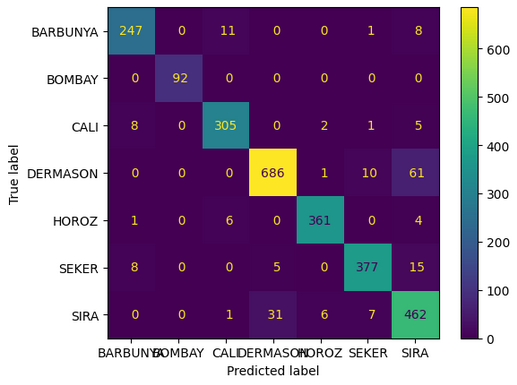 BARBUNYA 247 0 11 0 0 1 8
BOMBAY 0 92 0 0 0 0 0
CALI 8 0 305 0 2 1 5
DERMASON 0 0 0 686 1 10 61
HOROZ 1 0 6 0 361 0 4
SEKER 8 0 0 5 0 377 15
SIRA 0 0 1 31 6 7 462
BARBUNYA BOMBAY CALI DERMASON HOROZ SEKER SIRA
Predicted label
True label
600
500
400
300
200
100
0